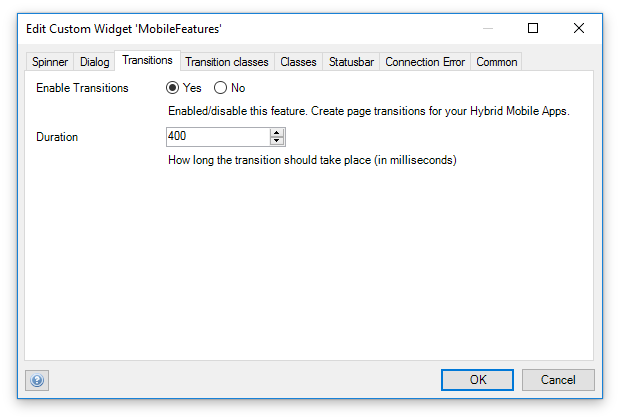 Edit Custom Widget 'MobileFeatures'
Spinner Dialog Transitions Transition classes Classes Statusbar Connection Error Common
Enable Transitions Yes No
Enabled/disable this feature. Create page transitions for your Hybrid Mobile Apps.
Duration 400
How long the transition should take place (in milliseconds)
? OK Cancel